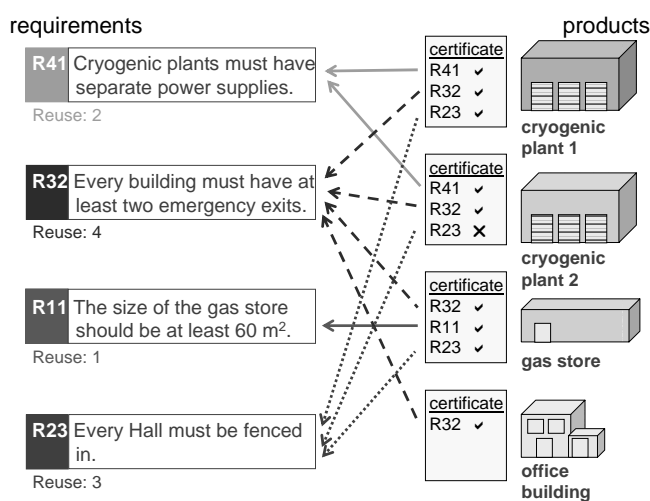 requirements
products
R41 Cryogenic plants must have
separate power supplies.
Reuse: 2
R32 Every building must have at
least two emergency exits.
Reuse: 4
R11 The size of the gas store
should be at least 60 m².
Reuse: 1
R23 Every Hall must be fenced
in.
Reuse: 3
certificate
R41 ✓
R32 ✓
R23 ✓
cryogenic
plant 1
certificate
R41 ✓
R32 ✓
R23 ✕
cryogenic
plant 2
certificate
R32 ✓
R11 ✓
R23 ✓
gas store
certificate
R32 ✓
office
building